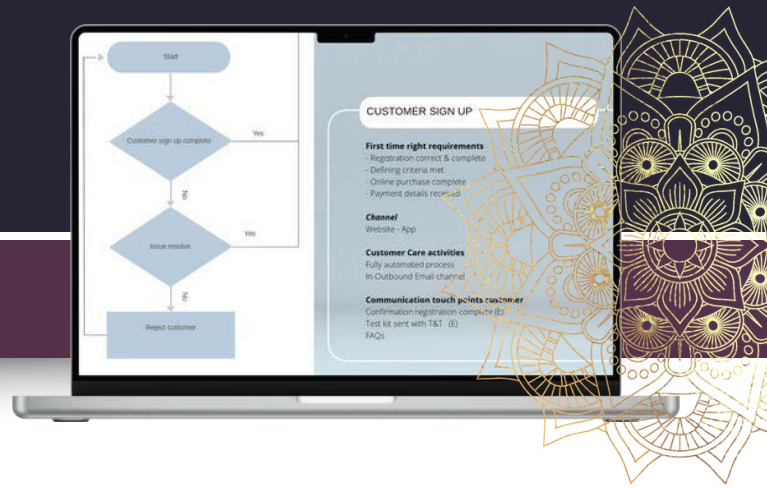 Start
Customer sign up complete
Yes
No
Issue resolve
Yes
No
Reject customer
CUSTOMER SIGN UP
First time right requirements
- Registration correct & complete
- Defining criteria met
- Online purchase complete
- Payment details received
Channel
Website - App
Customer Care activities
Fully automated process
In-Outbound Email channel
Communication touch points customer
Confirmation registration complete (E)
Test kit sent with T&T (E)
FAQs